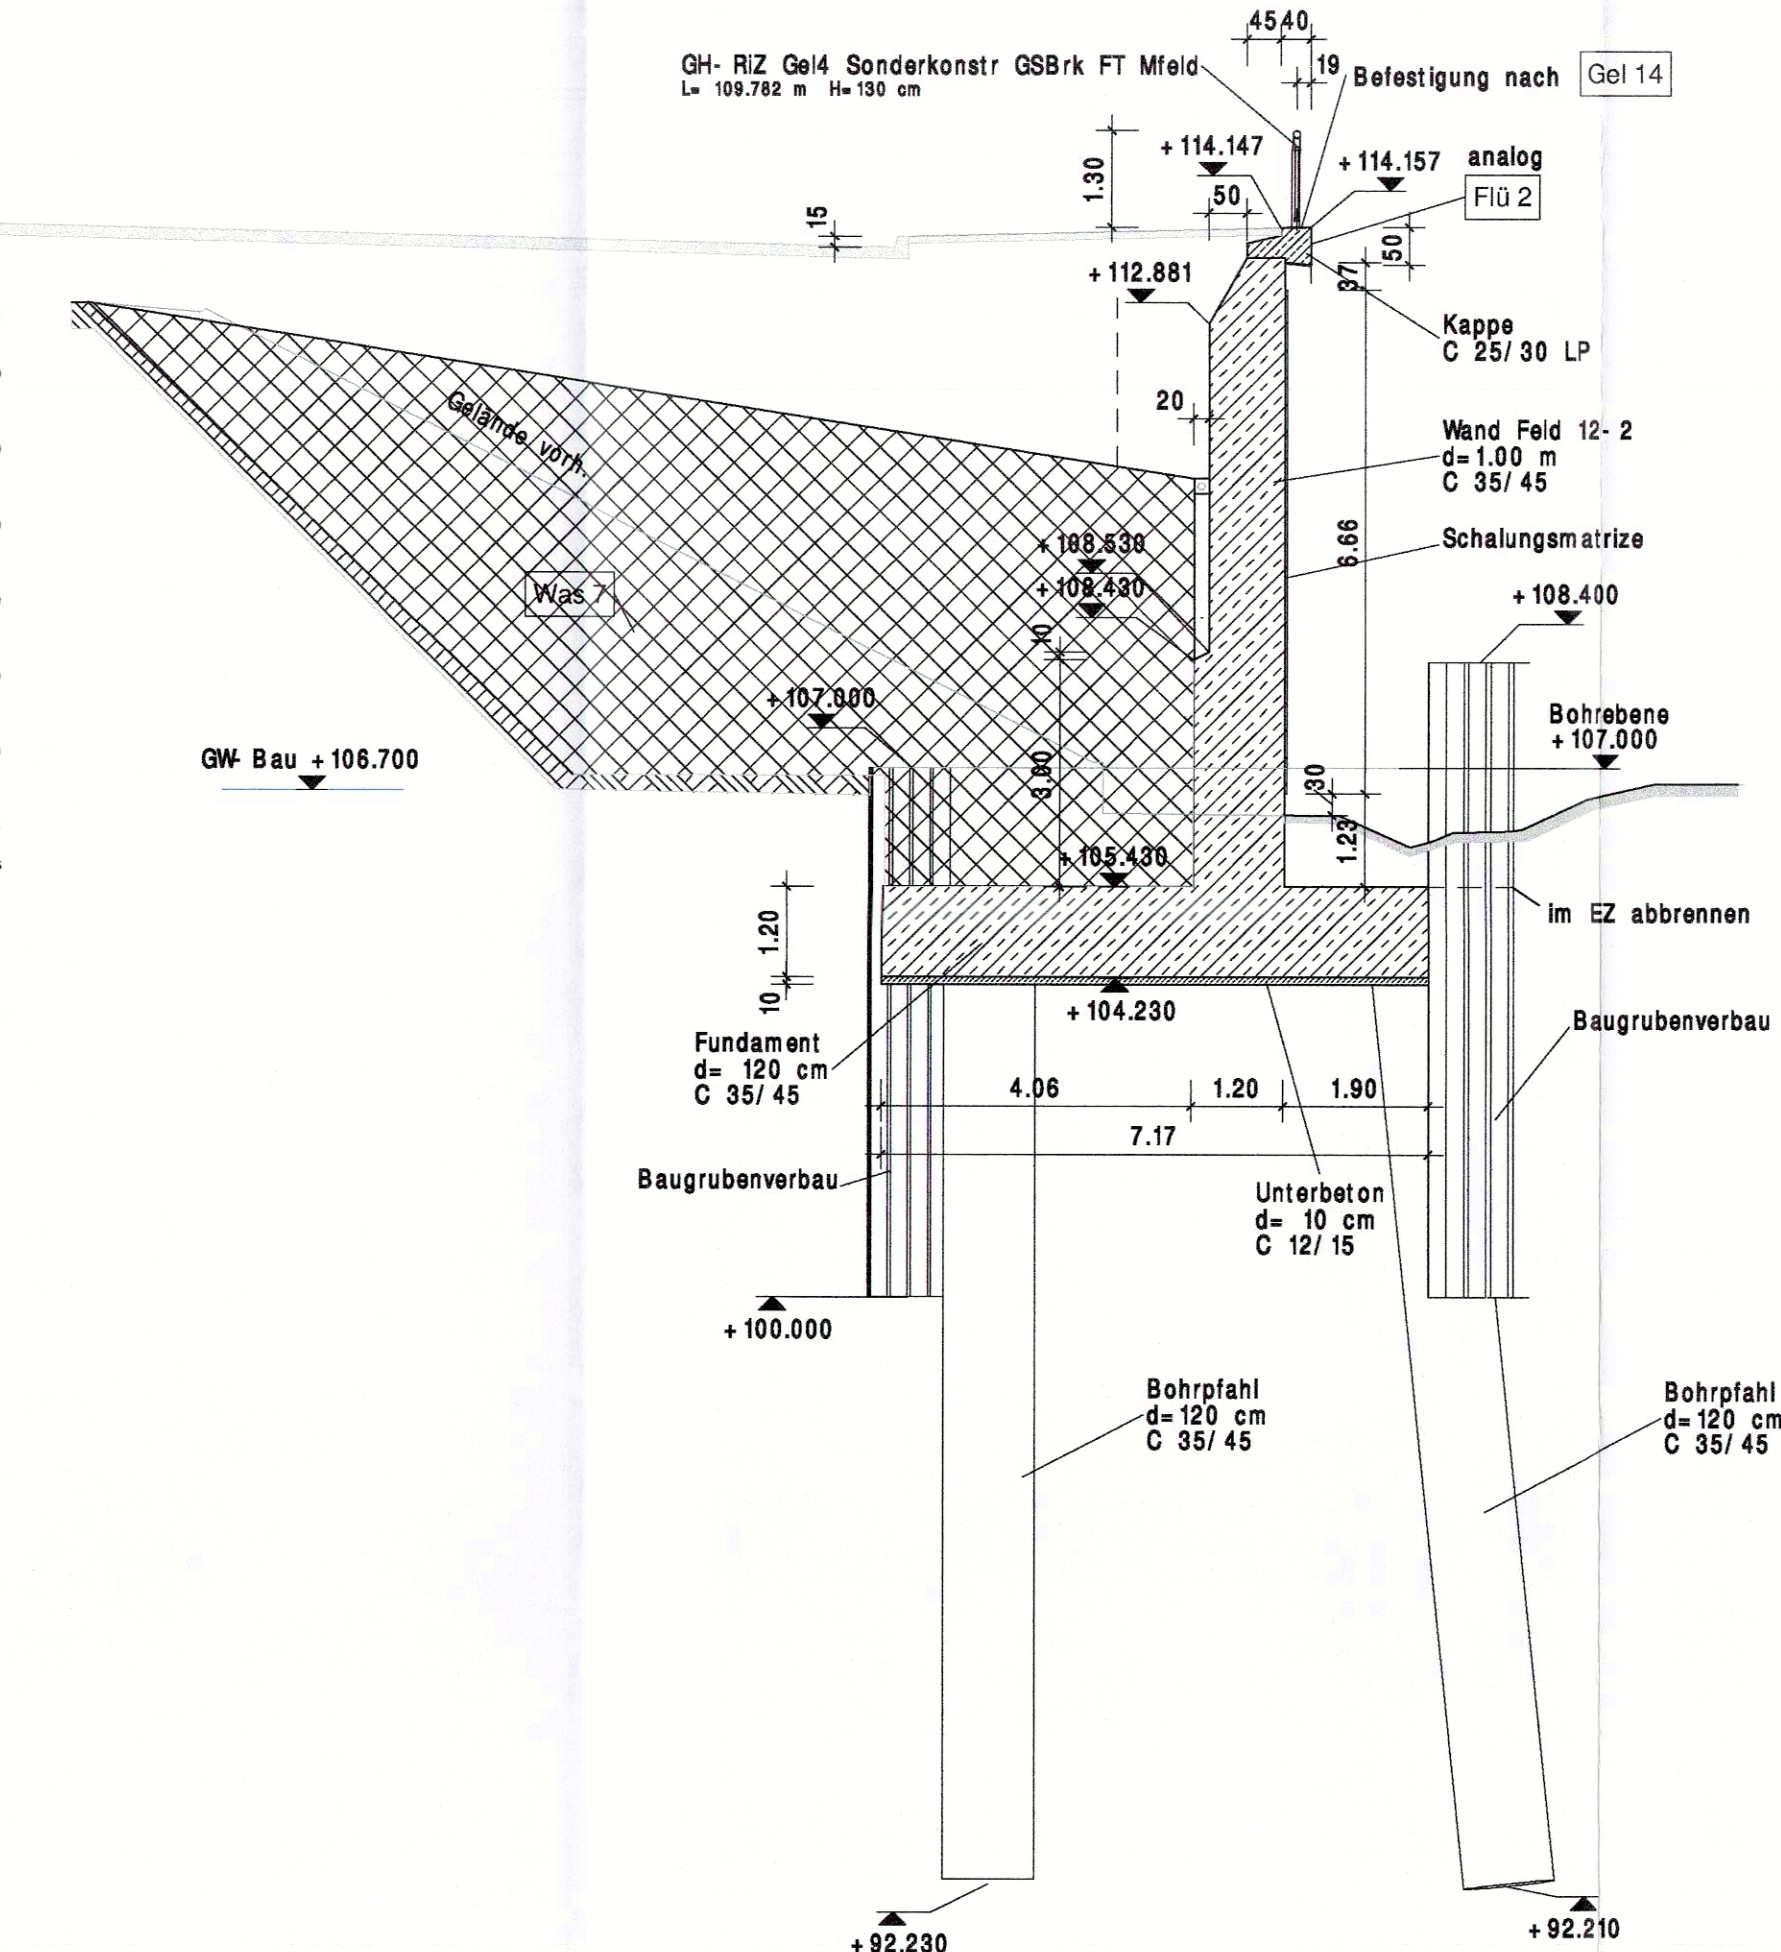 4540
GH- RiZ Gel4 Sonderkonstr GSBrk FT Mfeld
L= 109.782 m H= 130 cm
19
Befestigung nach
Gel 14
+ 114.147
+ 114.157
analog
Flü 2
1.30
50
15
50
37
+ 112.881
Kappe
C 25/ 30 LP
20
Gelände vorh.
Wand Feld 12- 2
d= 1.00 m
C 35/ 45
6.66
Schalungsmatrize
+ 108.530
+ 108.430
Was 7
+ 108.400
10
+ 107.000
Bohrebene
+ 107.000
GW- Bau + 106.700
3.00
30
1.23
+ 105.430
1.20
im EZ abbrennen
10
+ 104.230
Baugrubenverbau
Fundament
d= 120 cm
C 35/ 45
4.06
1.20
1.90
7.17
Baugrubenverbau
Unterbeton
d= 10 cm
C 12/ 15
+ 100.000
Bohrpfahl
d= 120 cm
C 35/ 45
Bohrpfahl
d= 120 cm
C 35/ 45
+ 92.230
+ 92.210